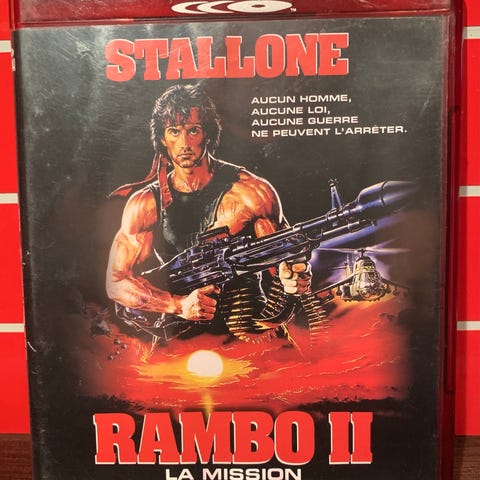 STALLONE
AUCUN HOMME,
AUCUNE LOI,
AUCUNE GUERRE
NE PEUVENT L'ARRÊTER.
RAMBO II
LA MISSION